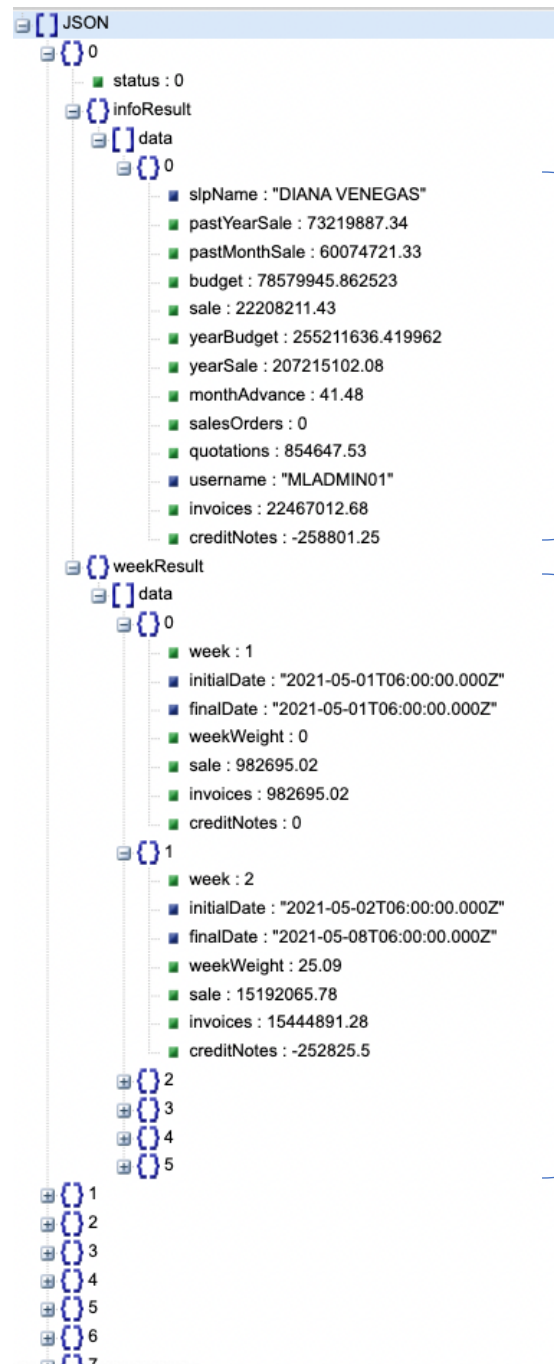 JSON
0
status : 0
infoResult
data
0
slpName : "DIANA VENEGAS"
pastYearSale : 73219887.34
pastMonthSale : 60074721.33
budget : 78579945.862523
sale : 22208211.43
yearBudget : 255211636.419962
yearSale : 207215102.08
monthAdvance : 41.48
salesOrders : 0
quotations : 854647.53
username : "MLADMIN01"
invoices : 22467012.68
creditNotes : -258801.25
weekResult
data
0
week : 1
initialDate : "2021-05-01T06:00:00.000Z"
finalDate : "2021-05-01T06:00:00.000Z"
weekWeight : 0
sale : 982695.02
invoices : 982695.02
creditNotes : 0
1
week : 2
initialDate : "2021-05-02T06:00:00.000Z"
finalDate : "2021-05-08T06:00:00.000Z"
weekWeight : 25.09
sale : 15192065.78
invoices : 15444891.28
creditNotes : -252825.5
2
3
4
5
1
2
3
4
5
6
7